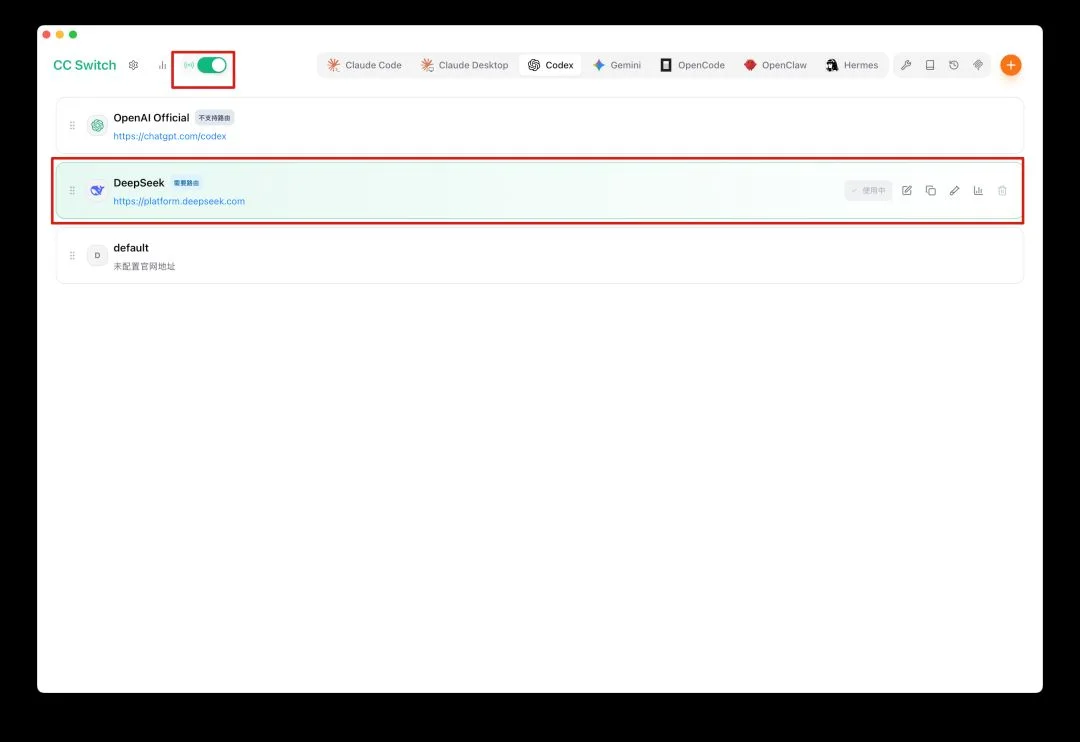 CC Switch
Claude Code
Claude Desktop
Codex
Gemini
OpenCode
OpenClaw
Hermes
OpenAI Official 不支持路由
https://chatgpt.com/codex
DeepSeek 需要路由
https://platform.deepseek.com
使用中
D
default
未配置官网地址